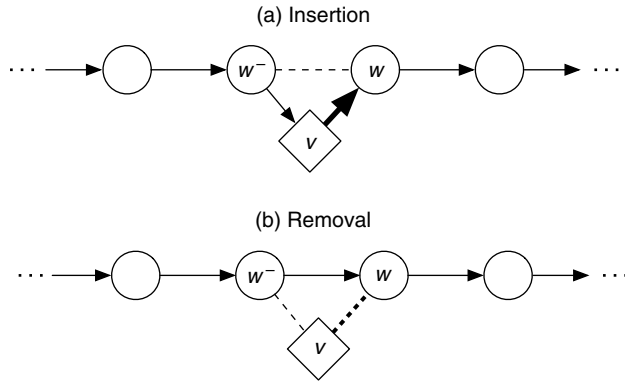 (a) Insertion
... w⁻ w ...
v
(b) Removal
... w⁻ w ...
v